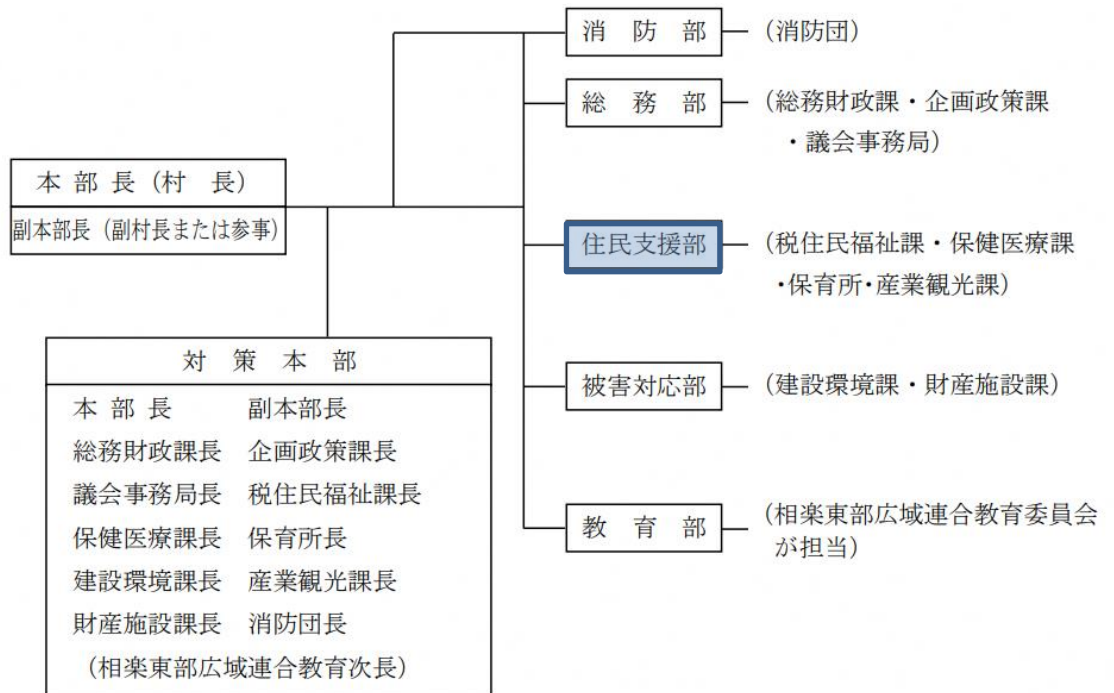 消 防 部 （消防団）
総 務 部 （総務財政課・企画政策課
・議会事務局）
本 部 長（村　長）
副本部長（副村長または参事）
住民支援部 （税住民福祉課・保健医療課
・保育所・産業観光課）
対 策 本 部
本 部 長　副本部長
総務財政課長　企画政策課長
議会事務局長　税住民福祉課長
保健医療課長　保育所長
建設環境課長　産業観光課長
財産施設課長　消防団長
（相楽東部広域連合教育次長）
被害対応部 （建設環境課・財産施設課）
教 育 部 （相楽東部広域連合教育委員会
が担当）